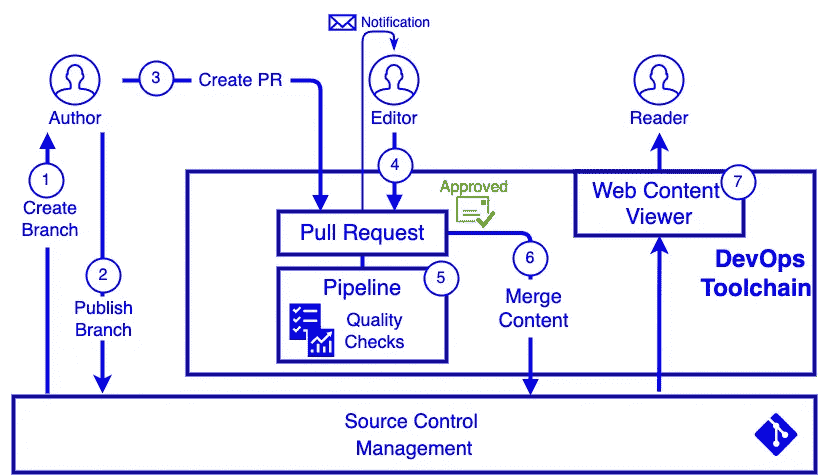 Notification
3
Create PR
Author
Editor
Reader
1
Create
Branch
4
Approved
Web Content
Viewer
7
Pull Request
DevOps
Toolchain
2
Publish
Branch
Pipeline
5
Quality
Checks
6
Merge
Content
Source Control
Management